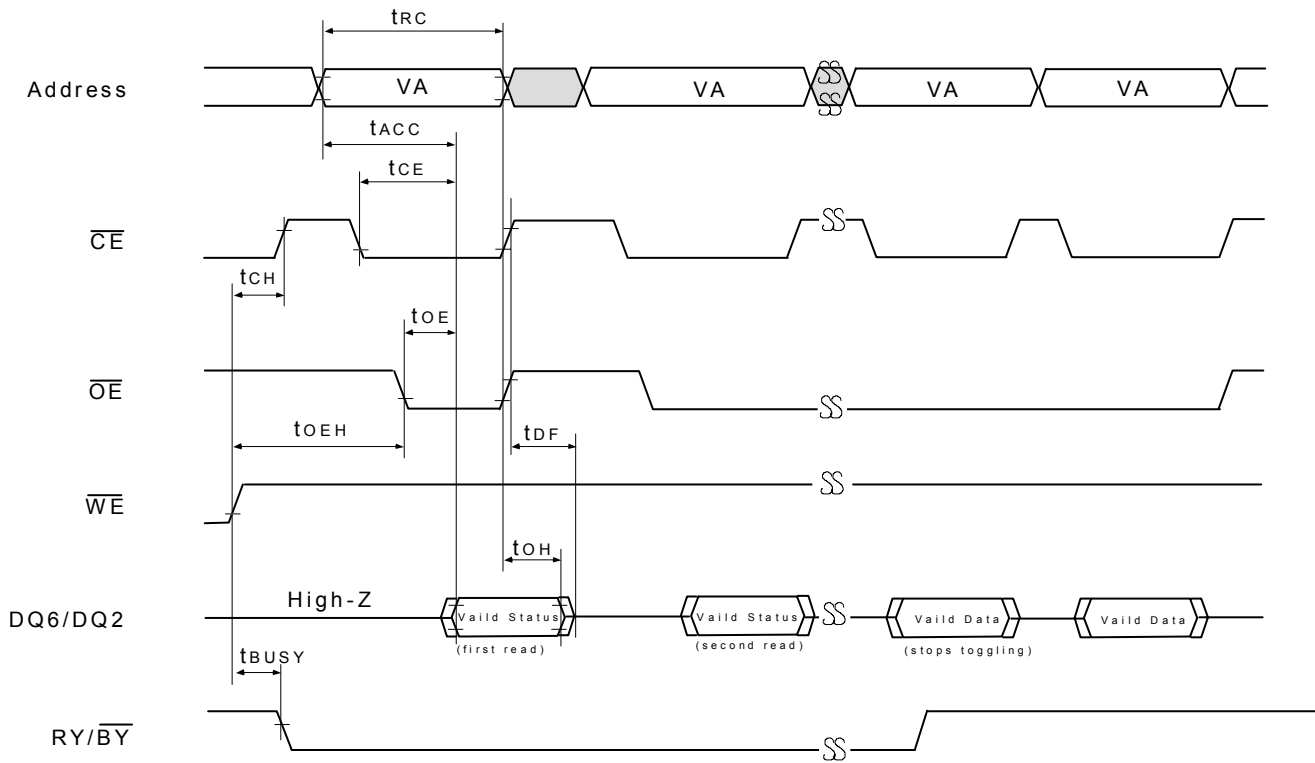 tRC
Address
VA
VA
VA
VA
tACC
tCE
CE
tCH
tOE
OE
tOEH
tDF
WE
tOH
High-Z
DQ6/DQ2
Vaild Status
Vaild Status
Vaild Data
Vaild Data
(first read)
(second read)
(stops toggling)
tBUSY
RY/BY